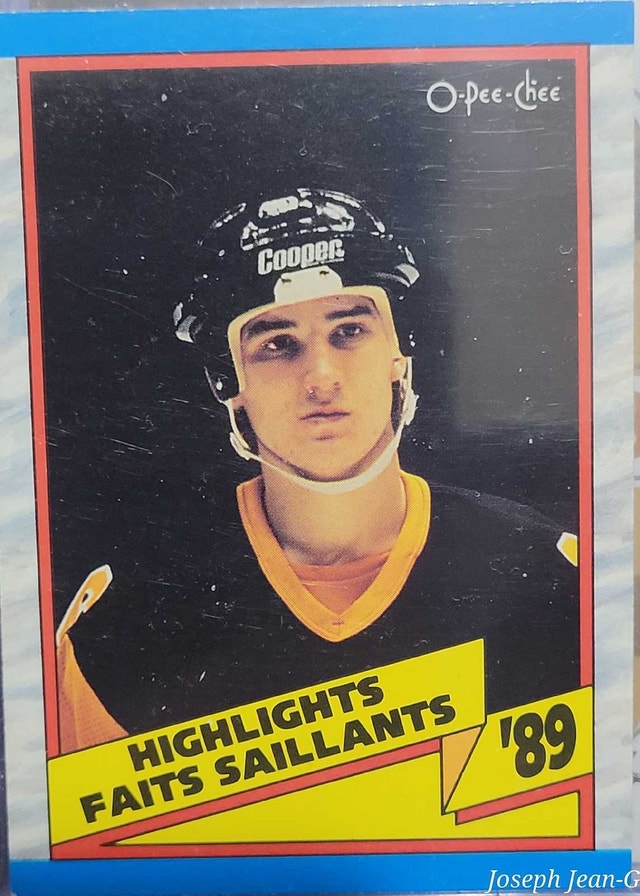 O-Pee-Chee
Cooper
HIGHLIGHTS
FAITS SAILLANTS
'89
Joseph Jean-G